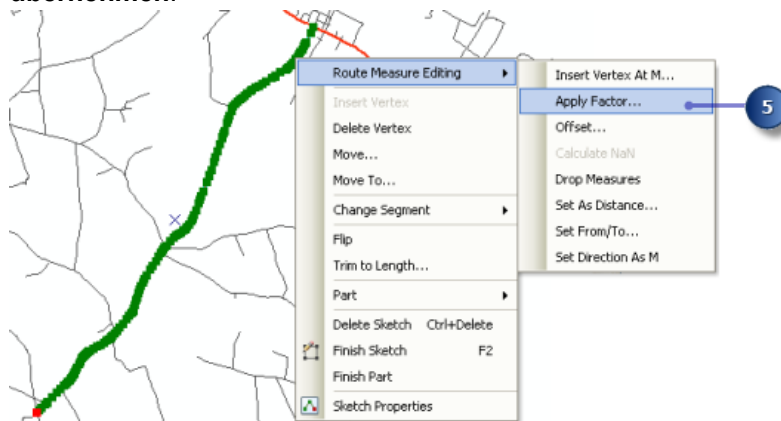 übernehmen.
Route Measure Editing
Insert Vertex
Delete Vertex
Move...
Move To...
Change Segment
Flip
Trim to Length...
Part
Delete Sketch Ctrl+Delete
Finish Sketch F2
Finish Part
Sketch Properties
Insert Vertex At M...
Apply Factor...
Offset...
Calculate NaN
Drop Measures
Set As Distance...
Set From/To...
Set Direction As M
5